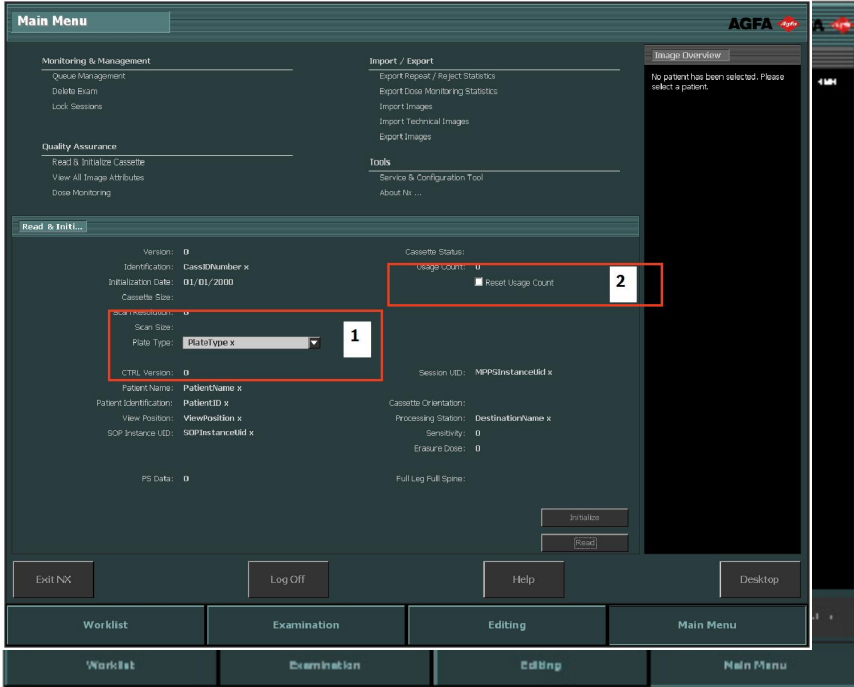 Main Menu
AGFA
Image Overview
No patient has been selected. Please
select a patient.
Monitoring & Management
Queue Management
Delete Exam
Lock Sessions
Import / Export
Export Repeat / Reject Statistics
Export Dose Monitoring Statistics
Import Images
Import Technical Images
Export Images
Quality Assurance
Read & Initialize Cassette
View All Image Attributes
Dose Monitoring
Tools
Service & Configuration Tool
About Nx ...
Read & Initi...
Version: 0
Identification: CassIDNumber x
Initialization Date: 01/01/2000
Cassette Size:
Scan Resolution: 0
Scan Size:
Plate Type: PlateType x
1
CTRL Version: 0
Patient Name: PatientName x
Patient Identification: PatientID x
View Position: ViewPosition x
SOP Instance UID: SOPInstanceUid x
PS Data: 0
Cassette Status:
Usage Count: 0
Reset Usage Count
2
Session UID: MPPSInstanceUid x
Cassette Orientation:
Processing Station: DestinationName x
Sensitivity: 0
Erasure Dose: 0
Full Leg Full Spine:
Initialize
Read
Exit NX
Log Off
Help
Desktop
Worklist
Examination
Editing
Main Menu
Worklist
Examination
Editing
Main Menu